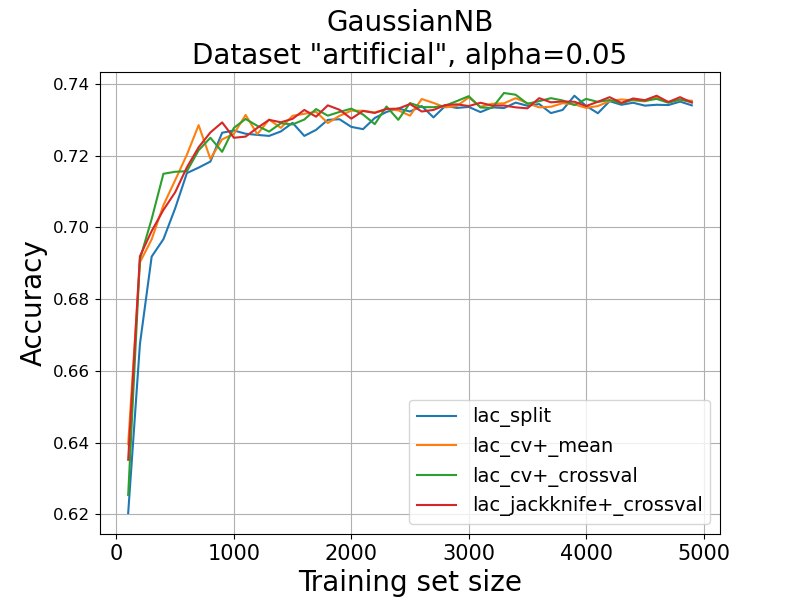 GaussianNB
Dataset "artificial", alpha=0.05
Accuracy
0.74
0.72
0.70
0.68
0.66
0.64
0.62
lac_split
lac_cv+_mean
lac_cv+_crossval
lac_jackknife+_crossval
0 1000 2000 3000 4000 5000
Training set size